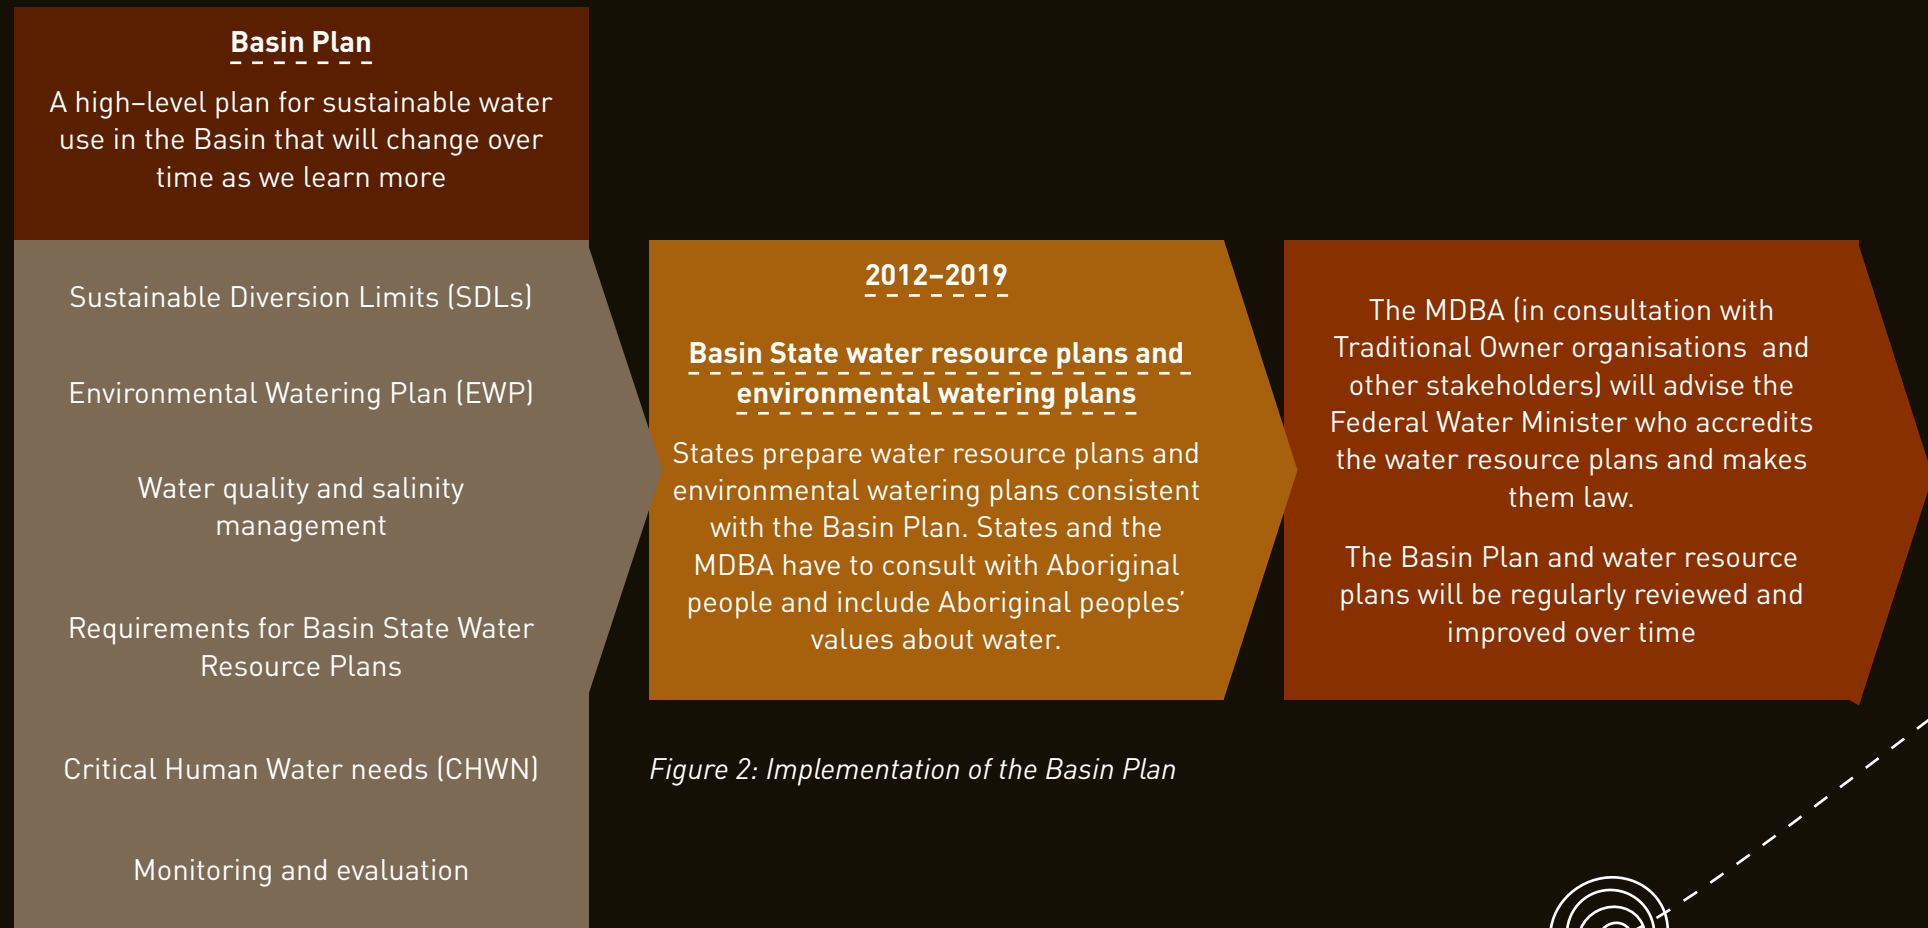 Basin Plan
A high–level plan for sustainable water
use in the Basin that will change over
time as we learn more
Sustainable Diversion Limits (SDLs)
Environmental Watering Plan (EWP)
Water quality and salinity
management
Requirements for Basin State Water
Resource Plans
Critical Human Water needs (CHWN)
Monitoring and evaluation
2012–2019
Basin State water resource plans and
environmental watering plans
States prepare water resource plans and
environmental watering plans consistent
with the Basin Plan. States and the
MDBA have to consult with Aboriginal
people and include Aboriginal peoples’
values about water.
The MDBA (in consultation with
Traditional Owner organisations and
other stakeholders) will advise the
Federal Water Minister who accredits
the water resource plans and makes
them law.
The Basin Plan and water resource
plans will be regularly reviewed and
improved over time
Figure 2: Implementation of the Basin Plan